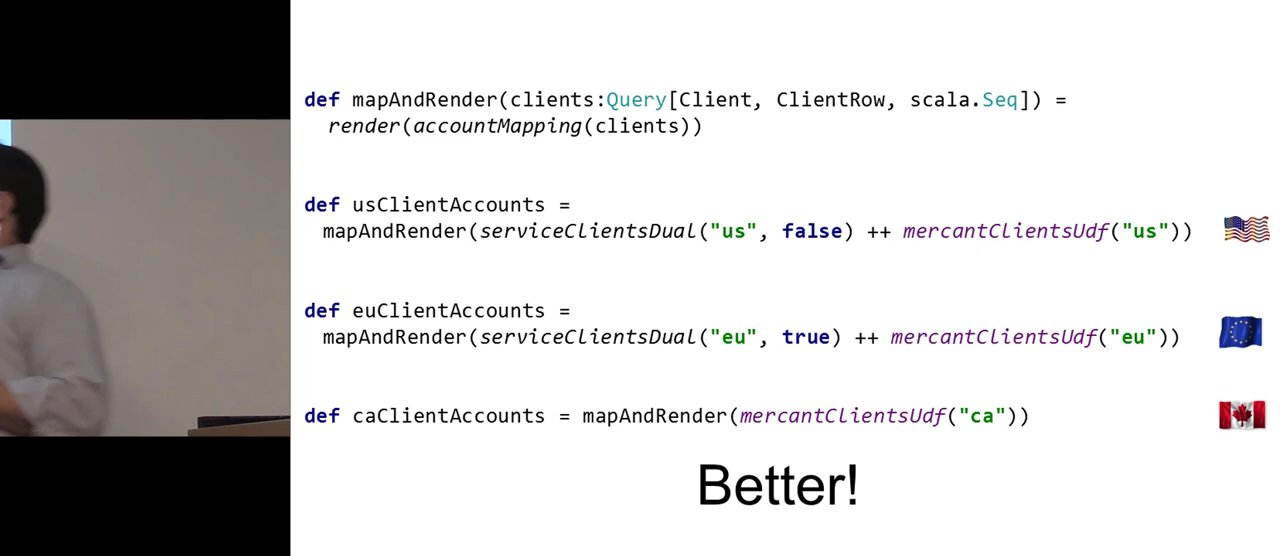 def mapAndRender(clients:Query[Client, ClientRow, scala.Seq]) =
render(accountMapping(clients))
def usClientAccounts =
mapAndRender(serviceClientsDual("us", false) ++ mercantClientsUdf("us"))
def euClientAccounts =
mapAndRender(serviceClientsDual("eu", true) ++ mercantClientsUdf("eu"))
def caClientAccounts = mapAndRender(mercantClientsUdf("ca"))
Better!